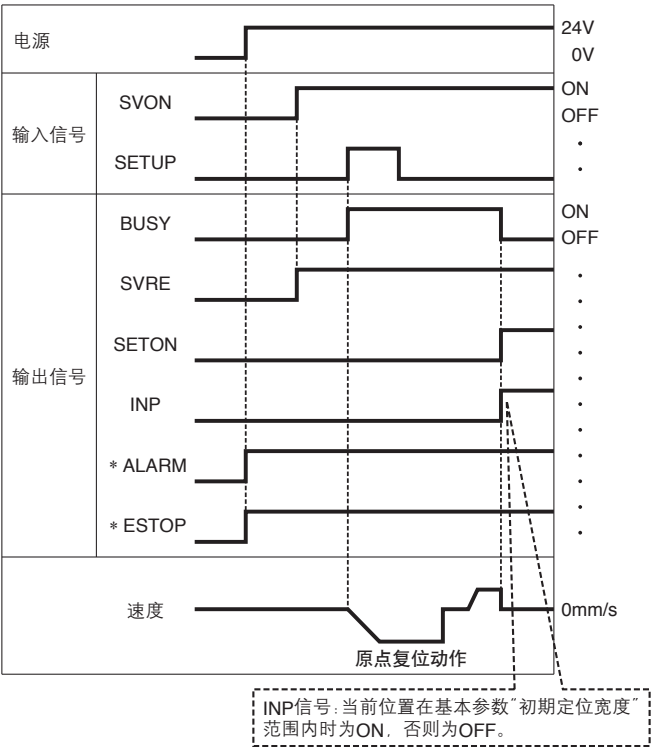 电源
24V
0V
输入信号
SVON
ON
OFF
SETUP
输出信号
BUSY
ON
OFF
SVRE
SETON
INP
* ALARM
* ESTOP
速度
0mm/s
原点复位动作
INP信号:当前位置在基本参数"初期定位宽度"
范围内时为ON，否则为OFF。